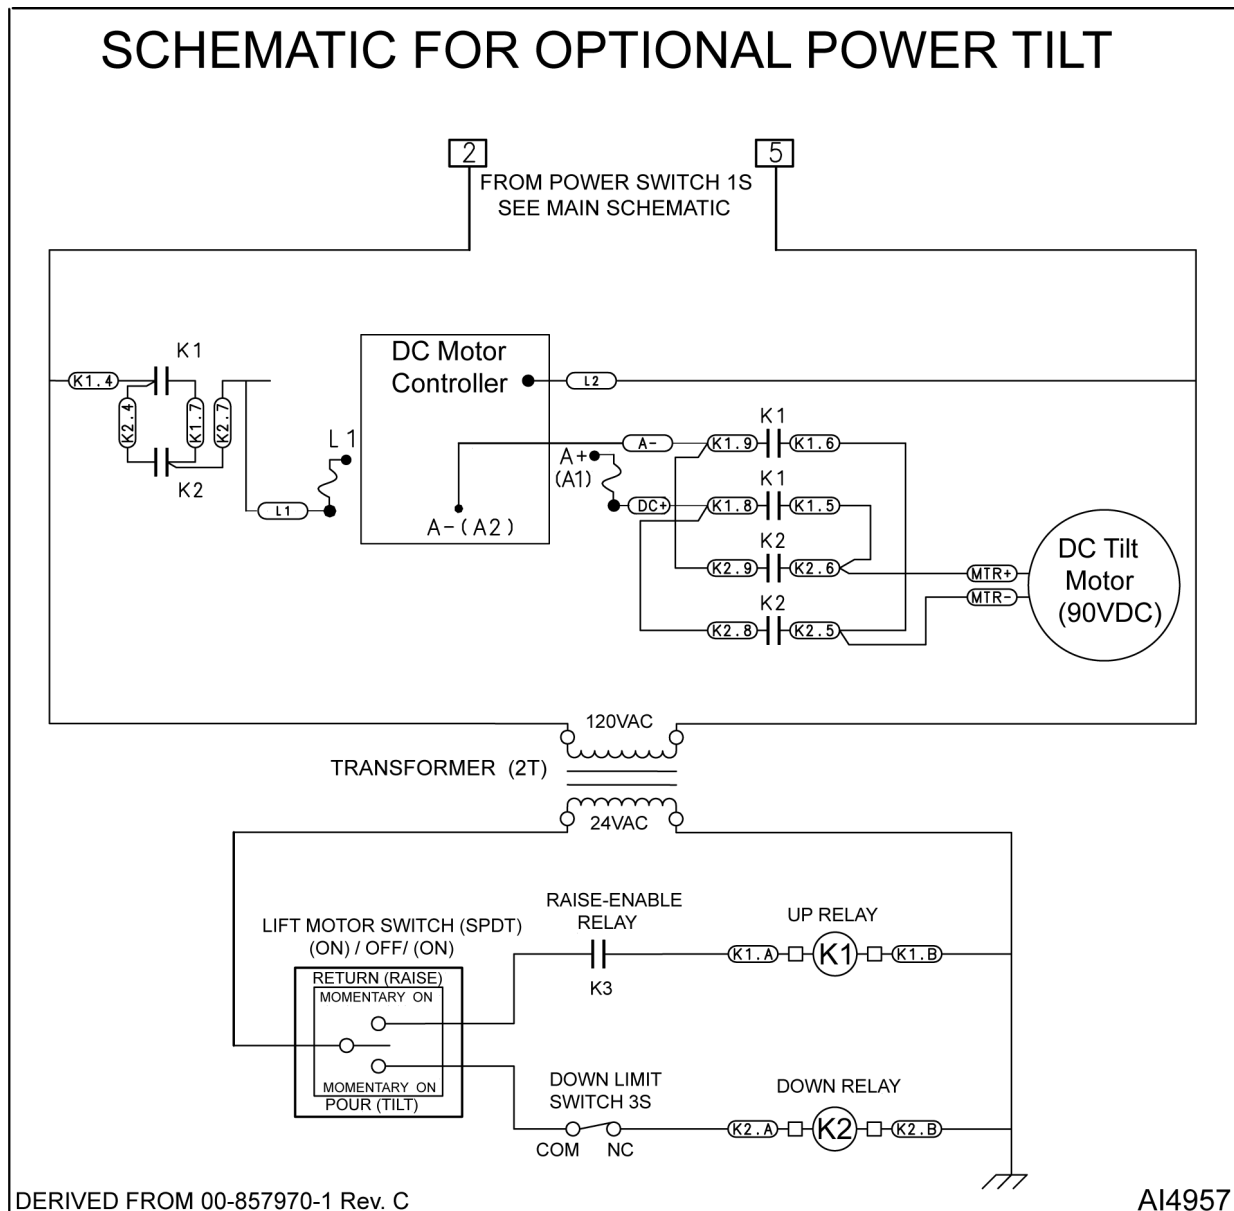 SCHEMATIC FOR OPTIONAL POWER TILT
2
5
FROM POWER SWITCH 1S
SEE MAIN SCHEMATIC
K1
K1.4
K2.4
K1.7
K2.7
K2
L1
L 1
DC Motor
Controller
L2
A-
A-(A2)
A+
(A1)
DC+
K1
K1.9
K1.6
K1
K1.8
K1.5
K2
K2.9
K2.6
K2
K2.8
K2.5
MTR+
MTR-
DC Tilt
Motor
(90VDC)
120VAC
TRANSFORMER (2T)
24VAC
LIFT MOTOR SWITCH (SPDT)
(ON) / OFF/ (ON)
RETURN (RAISE)
MOMENTARY ON
MOMENTARY ON
POUR (TILT)
RAISE-ENABLE
RELAY
K3
UP RELAY
K1.A
K1
K1.B
DOWN LIMIT
SWITCH 3S
COM
NC
DOWN RELAY
K2.A
K2
K2.B
DERIVED FROM 00-857970-1 Rev. C
AI4957